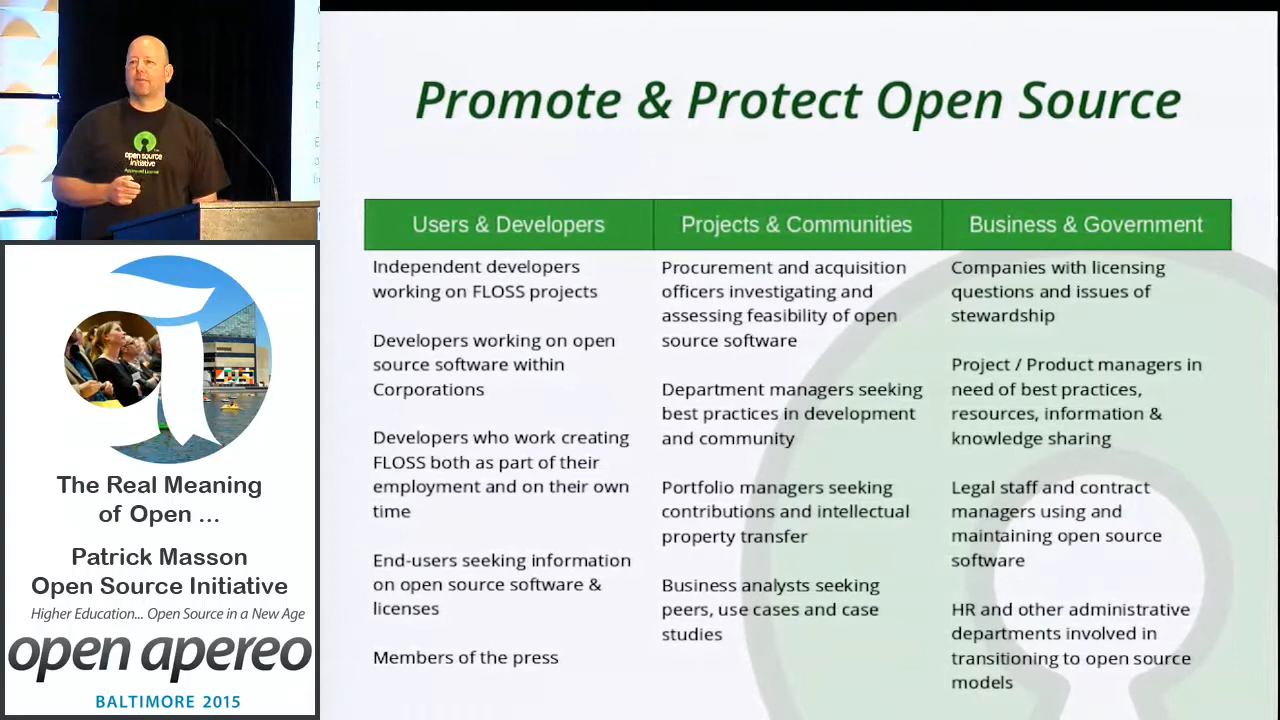 open source
initiative
Approved License
The Real Meaning
of Open ...
Patrick Masson
Open Source Initiative
Higher Education... Open Source in a New Age
open apereo
BALTIMORE 2015
Promote & Protect Open Source
Users & Developers
Independent developers
working on FLOSS projects
Developers working on open
source software within
Corporations
Developers who work creating
FLOSS both as part of their
employment and on their own
time
End-users seeking information
on open source software &
licenses
Members of the press
Projects & Communities
Procurement and acquisition
officers investigating and
assessing feasibility of open
source software
Department managers seeking
best practices in development
and community
Portfolio managers seeking
contributions and intellectual
property transfer
Business analysts seeking
peers, use cases and case
studies
Business & Government
Companies with licensing
questions and issues of
stewardship
Project / Product managers in
need of best practices,
resources, information &
knowledge sharing
Legal staff and contract
managers using and
maintaining open source
software
HR and other administrative
departments involved in
transitioning to open source
models